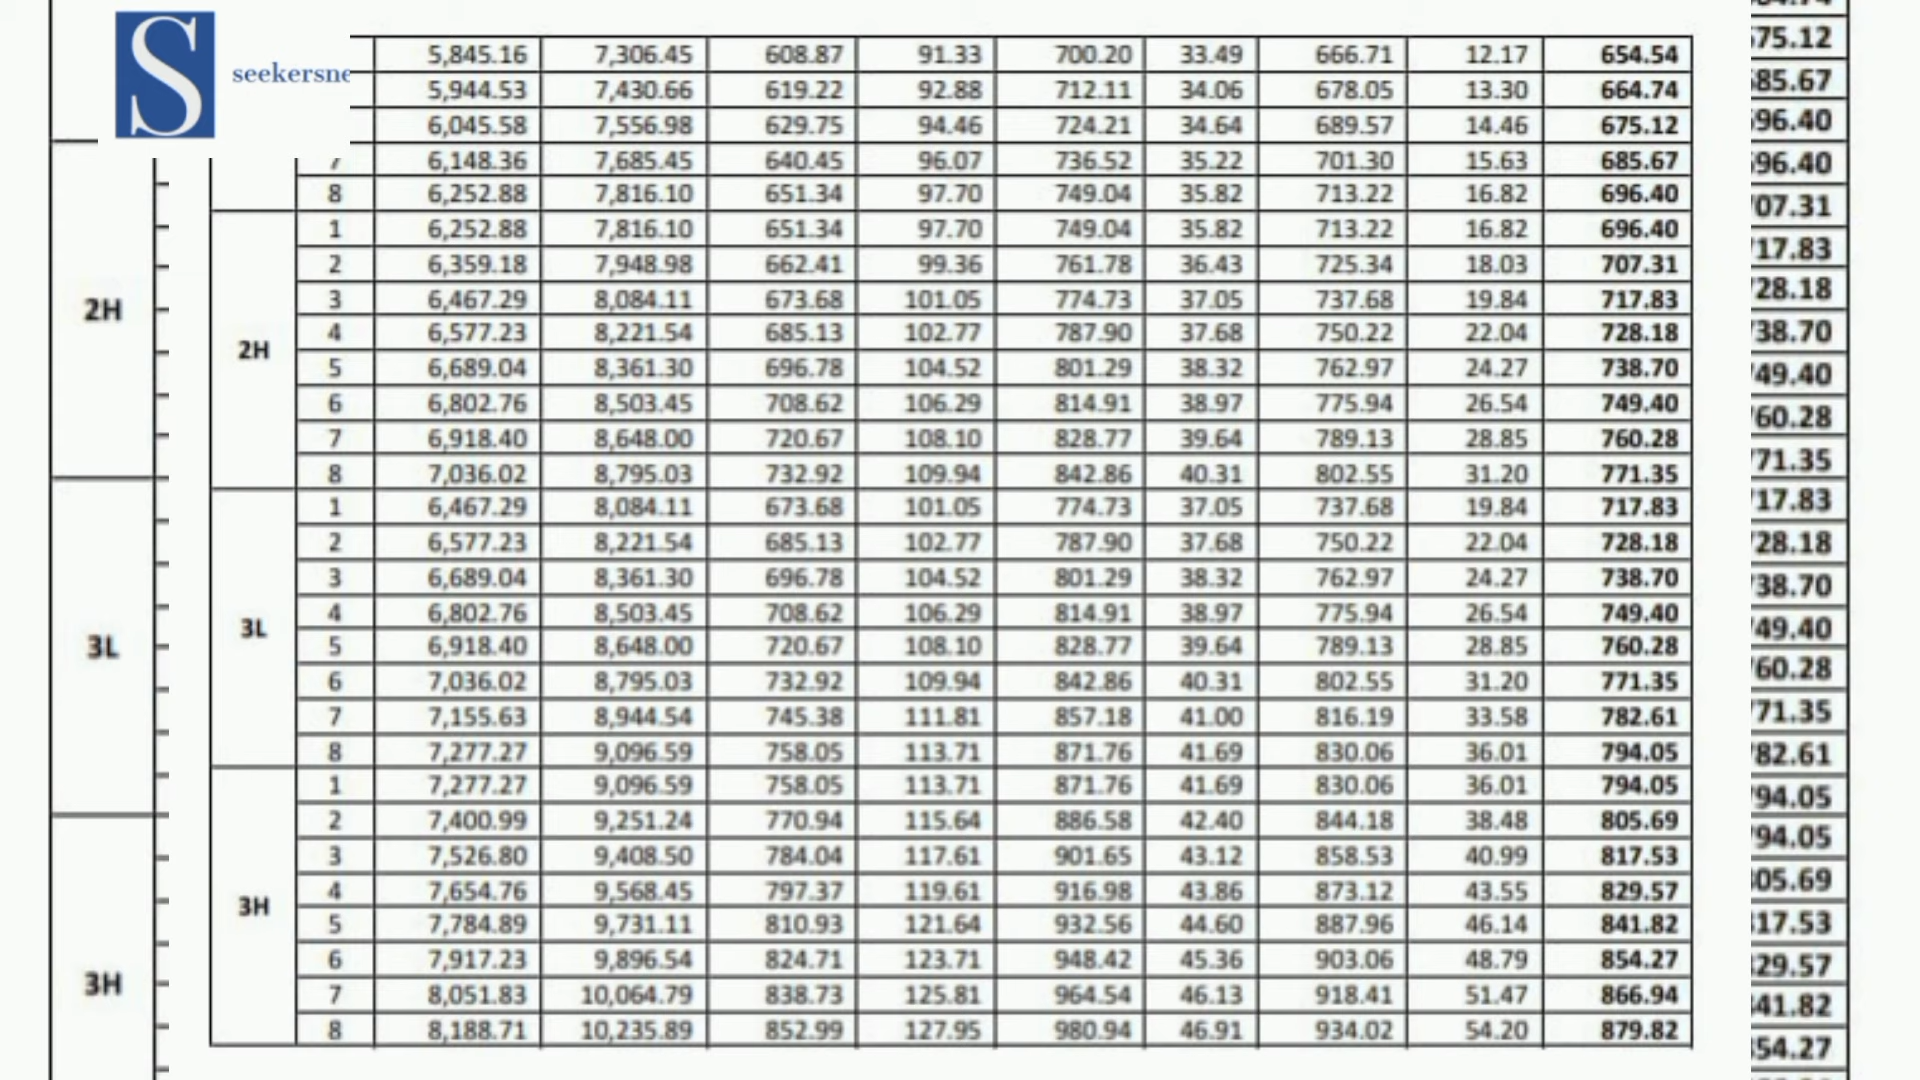 S
seekersne
5,845.16 7,306.45 608.87 91.33 700.20 33.49 666.71 12.17 654.54
5,944.53 7,430.66 619.22 92.88 712.11 34.06 678.05 13.30 664.74
6,045.58 7,556.98 629.75 94.46 724.21 34.64 689.57 14.46 675.12
7 6,148.36 7,685.45 640.45 96.07 736.52 35.22 701.30 15.63 685.67
8 6,252.88 7,816.10 651.34 97.70 749.04 35.82 713.22 16.82 696.40
2H
1 6,252.88 7,816.10 651.34 97.70 749.04 35.82 713.22 16.82 696.40
2 6,359.18 7,948.98 662.41 99.36 761.78 36.43 725.34 18.03 707.31
3 6,467.29 8,084.11 673.68 101.05 774.73 37.05 737.68 19.84 717.83
4 6,577.23 8,221.54 685.13 102.77 787.90 37.68 750.22 22.04 728.18
5 6,689.04 8,361.30 696.78 104.52 801.29 38.32 762.97 24.27 738.70
6 6,802.76 8,503.45 708.62 106.29 814.91 38.97 775.94 26.54 749.40
7 6,918.40 8,648.00 720.67 108.10 828.77 39.64 789.13 28.85 760.28
8 7,036.02 8,795.03 732.92 109.94 842.86 40.31 802.55 31.20 771.35
3L
1 6,467.29 8,084.11 673.68 101.05 774.73 37.05 737.68 19.84 717.83
2 6,577.23 8,221.54 685.13 102.77 787.90 37.68 750.22 22.04 728.18
3 6,689.04 8,361.30 696.78 104.52 801.29 38.32 762.97 24.27 738.70
4 6,802.76 8,503.45 708.62 106.29 814.91 38.97 775.94 26.54 749.40
5 6,918.40 8,648.00 720.67 108.10 828.77 39.64 789.13 28.85 760.28
6 7,036.02 8,795.03 732.92 109.94 842.86 40.31 802.55 31.20 771.35
7 7,155.63 8,944.54 745.38 111.81 857.18 41.00 816.19 33.58 782.61
8 7,277.27 9,096.59 758.05 113.71 871.76 41.69 830.06 36.01 794.05
3H
1 7,277.27 9,096.59 758.05 113.71 871.76 41.69 830.06 36.01 794.05
2 7,400.99 9,251.24 770.94 115.64 886.58 42.40 844.18 38.48 805.69
3 7,526.80 9,408.50 784.04 117.61 901.65 43.12 858.53 40.99 817.53
4 7,654.76 9,568.45 797.37 119.61 916.98 43.86 873.12 43.55 829.57
5 7,784.89 9,731.11 810.93 121.64 932.56 44.60 887.96 46.14 841.82
6 7,917.23 9,896.54 824.71 123.71 948.42 45.36 903.06 48.79 854.27
7 8,051.83 10,064.79 838.73 125.81 964.54 46.13 918.41 51.47 866.94
8 8,188.71 10,235.89 852.99 127.95 980.94 46.91 934.02 54.20 879.82
2H
3L
3H